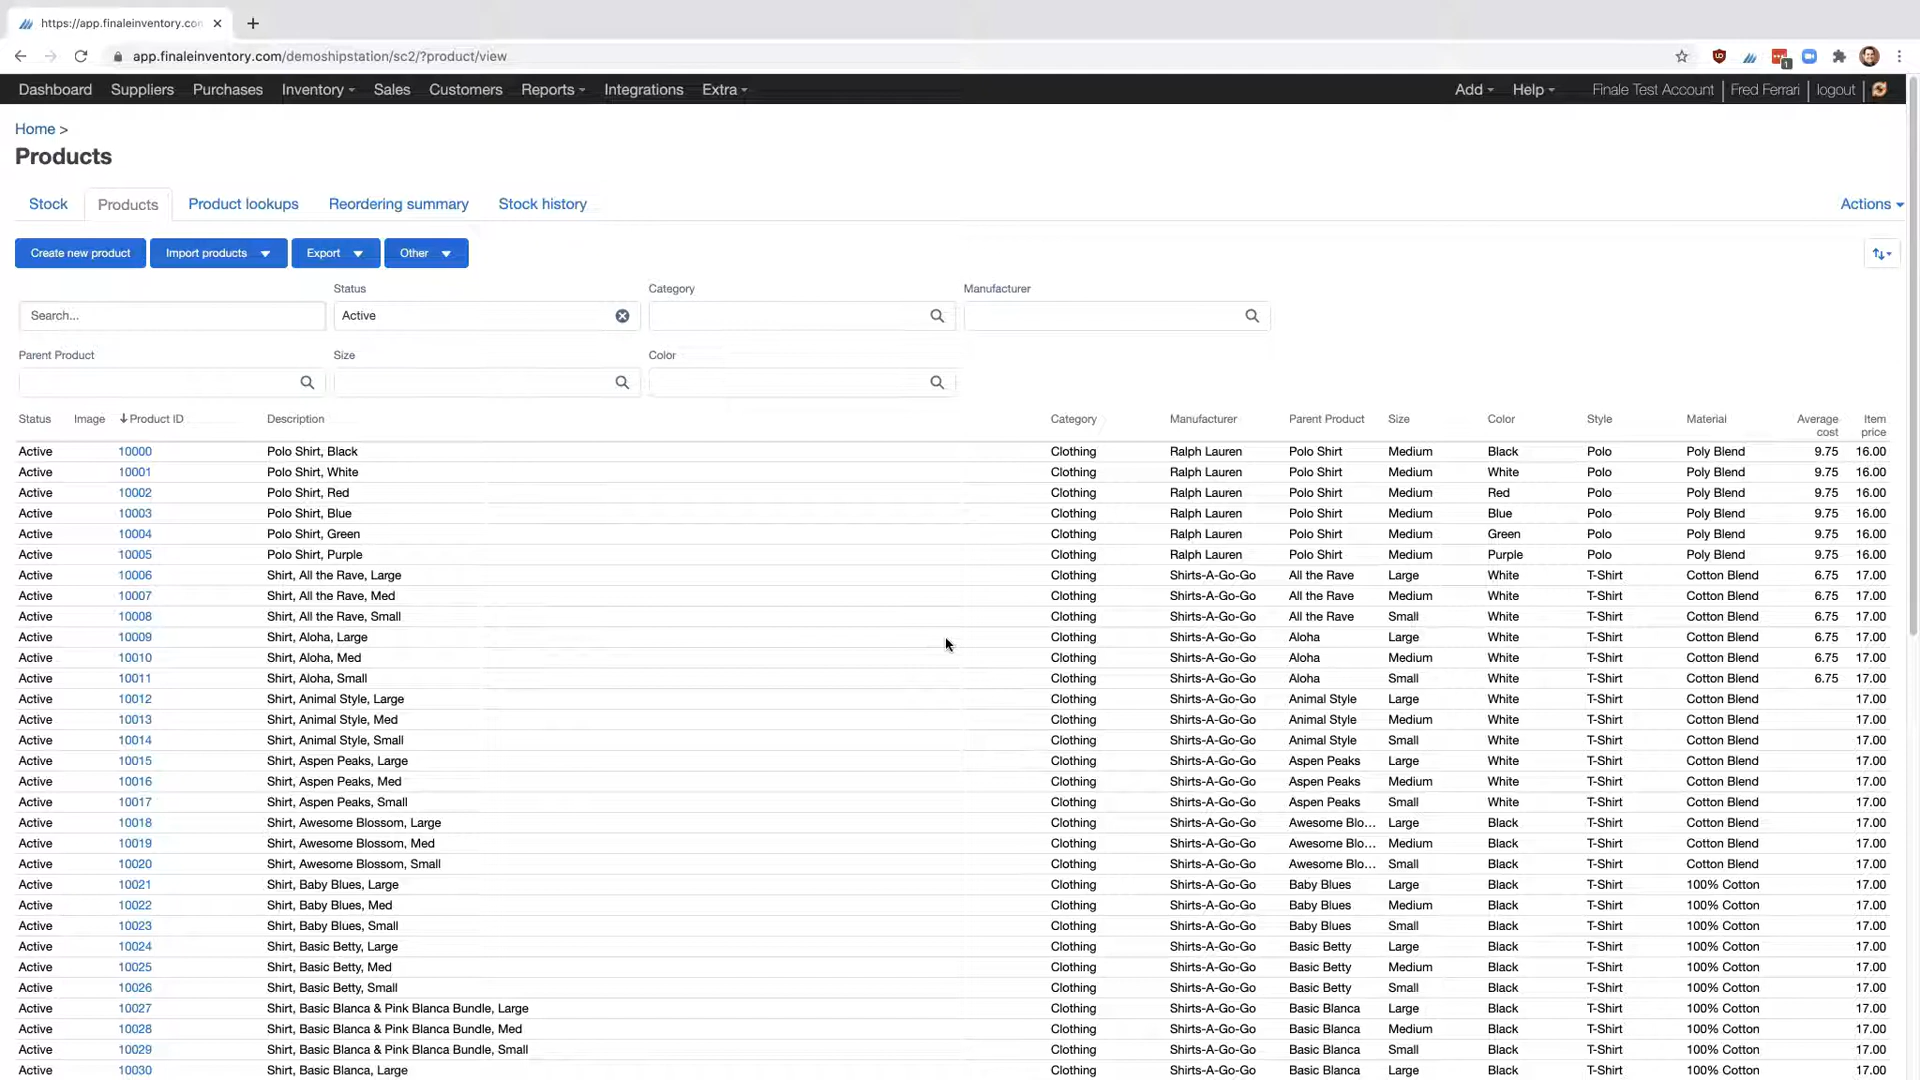 https://app.finaleinventory.co
app.finaleinventory.com/demoshipstation/sc2/?product/view
1
Dashboard Suppliers Purchases Inventory Sales Customers Reports Integrations Extra Add Help Finale Test Account Fred Ferrari logout
Home >
Products
Stock Products Product lookups Reordering summary Stock history Actions
Create new product Import products Export Other
Status Category Manufacturer
Search... Active
Parent Product Size Color
Status Image Product ID Description Category Manufacturer Parent Product Size Color Style Material Average cost Item price
Active 10000 Polo Shirt, Black Clothing Ralph Lauren Polo Shirt Medium Black Polo Poly Blend 9.75 16.00
Active 10001 Polo Shirt, White Clothing Ralph Lauren Polo Shirt Medium White Polo Poly Blend 9.75 16.00
Active 10002 Polo Shirt, Red Clothing Ralph Lauren Polo Shirt Medium Red Polo Poly Blend 9.75 16.00
Active 10003 Polo Shirt, Blue Clothing Ralph Lauren Polo Shirt Medium Blue Polo Poly Blend 9.75 16.00
Active 10004 Polo Shirt, Green Clothing Ralph Lauren Polo Shirt Medium Green Polo Poly Blend 9.75 16.00
Active 10005 Polo Shirt, Purple Clothing Ralph Lauren Polo Shirt Medium Purple Polo Poly Blend 9.75 16.00
Active 10006 Shirt, All the Rave, Large Clothing Shirts-A-Go-Go All the Rave Large White T-Shirt Cotton Blend 6.75 17.00
Active 10007 Shirt, All the Rave, Med Clothing Shirts-A-Go-Go All the Rave Medium White T-Shirt Cotton Blend 6.75 17.00
Active 10008 Shirt, All the Rave, Small Clothing Shirts-A-Go-Go All the Rave Small White T-Shirt Cotton Blend 6.75 17.00
Active 10009 Shirt, Aloha, Large Clothing Shirts-A-Go-Go Aloha Large White T-Shirt Cotton Blend 6.75 17.00
Active 10010 Shirt, Aloha, Med Clothing Shirts-A-Go-Go Aloha Medium White T-Shirt Cotton Blend 6.75 17.00
Active 10011 Shirt, Aloha, Small Clothing Shirts-A-Go-Go Aloha Small White T-Shirt Cotton Blend 6.75 17.00
Active 10012 Shirt, Animal Style, Large Clothing Shirts-A-Go-Go Animal Style Large White T-Shirt Cotton Blend 17.00
Active 10013 Shirt, Animal Style, Med Clothing Shirts-A-Go-Go Animal Style Medium White T-Shirt Cotton Blend 17.00
Active 10014 Shirt, Animal Style, Small Clothing Shirts-A-Go-Go Animal Style Small White T-Shirt Cotton Blend 17.00
Active 10015 Shirt, Aspen Peaks, Large Clothing Shirts-A-Go-Go Aspen Peaks Large White T-Shirt Cotton Blend 17.00
Active 10016 Shirt, Aspen Peaks, Med Clothing Shirts-A-Go-Go Aspen Peaks Medium White T-Shirt Cotton Blend 17.00
Active 10017 Shirt, Aspen Peaks, Small Clothing Shirts-A-Go-Go Aspen Peaks Small White T-Shirt Cotton Blend 17.00
Active 10018 Shirt, Awesome Blossom, Large Clothing Shirts-A-Go-Go Awesome Blo... Large Black T-Shirt Cotton Blend 17.00
Active 10019 Shirt, Awesome Blossom, Med Clothing Shirts-A-Go-Go Awesome Blo... Medium Black T-Shirt Cotton Blend 17.00
Active 10020 Shirt, Awesome Blossom, Small Clothing Shirts-A-Go-Go Awesome Blo... Small Black T-Shirt Cotton Blend 17.00
Active 10021 Shirt, Baby Blues, Large Clothing Shirts-A-Go-Go Baby Blues Large Black T-Shirt 100% Cotton 17.00
Active 10022 Shirt, Baby Blues, Med Clothing Shirts-A-Go-Go Baby Blues Medium Black T-Shirt 100% Cotton 17.00
Active 10023 Shirt, Baby Blues, Small Clothing Shirts-A-Go-Go Baby Blues Small Black T-Shirt 100% Cotton 17.00
Active 10024 Shirt, Basic Betty, Large Clothing Shirts-A-Go-Go Basic Betty Large Black T-Shirt 100% Cotton 17.00
Active 10025 Shirt, Basic Betty, Med Clothing Shirts-A-Go-Go Basic Betty Medium Black T-Shirt 100% Cotton 17.00
Active 10026 Shirt, Basic Betty, Small Clothing Shirts-A-Go-Go Basic Betty Small Black T-Shirt 100% Cotton 17.00
Active 10027 Shirt, Basic Blanca & Pink Blanca Bundle, Large Clothing Shirts-A-Go-Go Basic Blanca Large Black T-Shirt 100% Cotton 17.00
Active 10028 Shirt, Basic Blanca & Pink Blanca Bundle, Med Clothing Shirts-A-Go-Go Basic Blanca Medium Black T-Shirt 100% Cotton 17.00
Active 10029 Shirt, Basic Blanca & Pink Blanca Bundle, Small Clothing Shirts-A-Go-Go Basic Blanca Small Black T-Shirt 100% Cotton 17.00
Active 10030 Shirt, Basic Blanca, Large Clothing Shirts-A-Go-Go Basic Blanca Large Black T-Shirt 100% Cotton 17.00